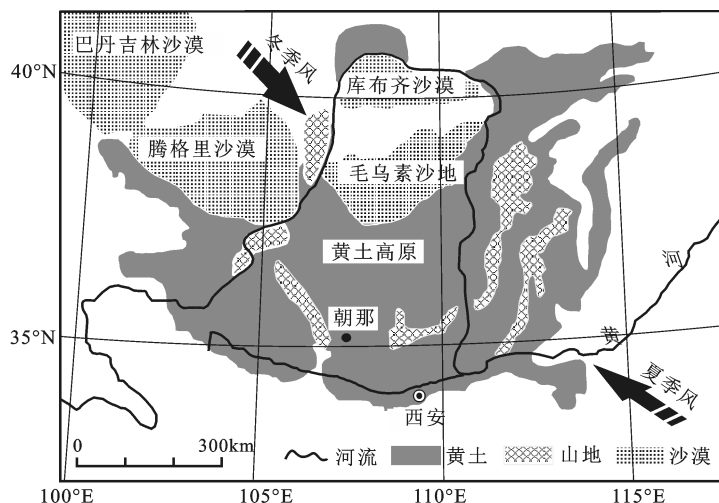 巴丹吉林沙漠
冬季风
40°N
库布齐沙漠
腾格里沙漠
毛乌素沙地
黄土高原
河
朝那
35°N
黄
夏季风
西安
0 300km
河流 黄土 山地 沙漠
100°E 105°E 110°E 115°E